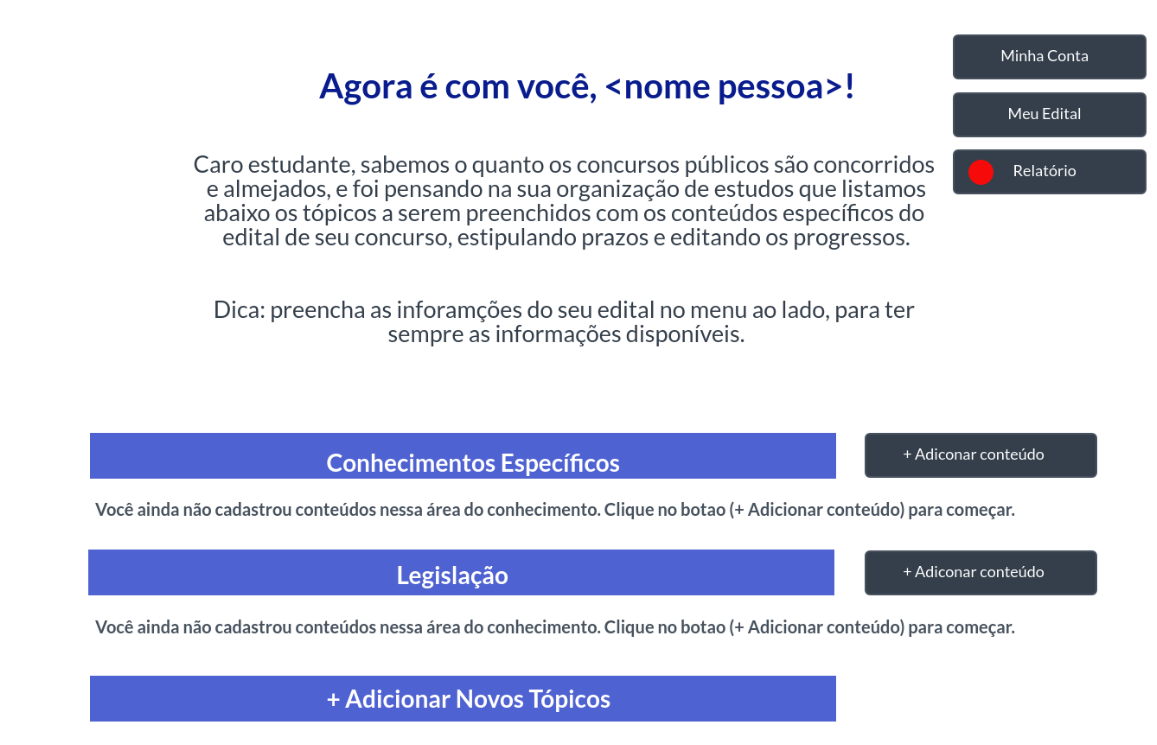 Minha Conta
Agora é com você, <nome pessoa>!
Meu Edital
Relatório
Caro estudante, sabemos o quanto os concursos públicos são concorridos
e almejados, e foi pensando na sua organização de estudos que listamos
abaixo os tópicos a serem preenchidos com os conteúdos específicos do
edital de seu concurso, estipulando prazos e editando os progressos.
Dica: preencha as inforamções do seu edital no menu ao lado, para ter
sempre as informações disponíveis.
Conhecimentos Específicos
+ Adiconar conteúdo
Você ainda não cadastrou conteúdos nessa área do conhecimento. Clique no botao (+ Adicionar conteúdo) para começar.
Legislação
+ Adiconar conteúdo
Você ainda não cadastrou conteúdos nessa área do conhecimento. Clique no botao (+ Adicionar conteúdo) para começar.
+ Adicionar Novos Tópicos